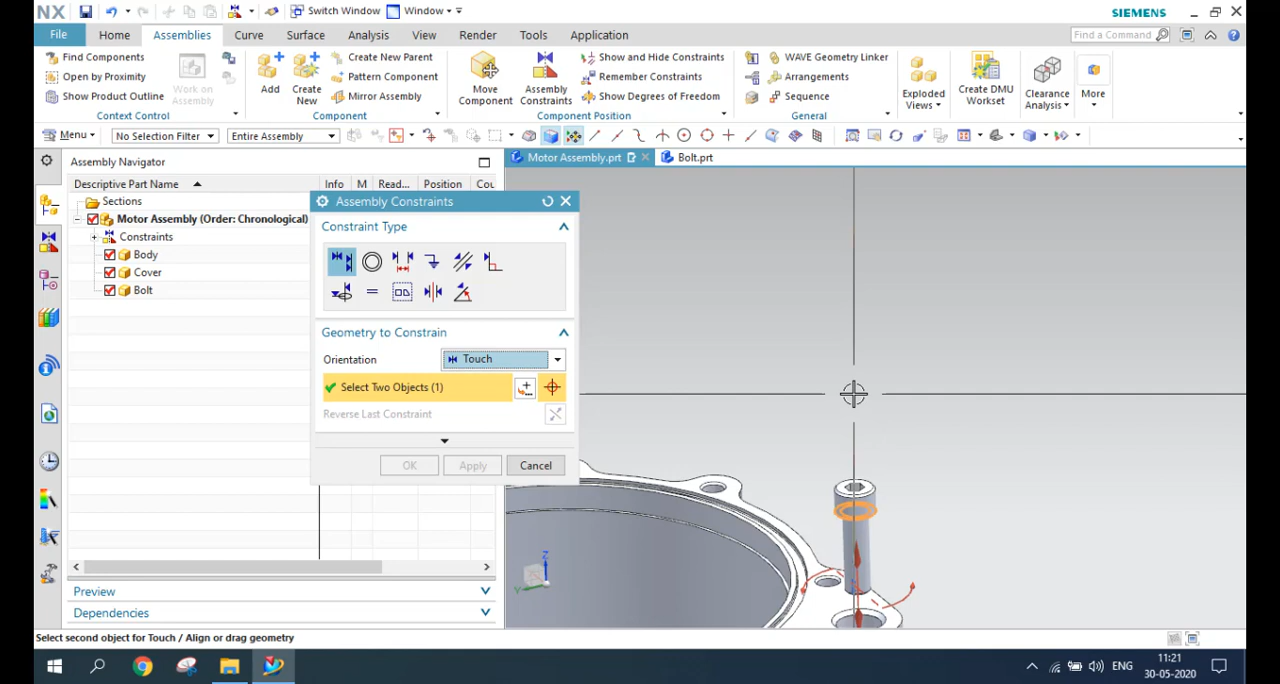 NX
Switch Window
Window
SIEMENS
File
Home
Assemblies
Curve
Surface
Analysis
View
Render
Tools
Application
Find a Command
Find Components
Open by Proximity
Show Product Outline
Work on Assembly
Context Control
Add
Create New
Create New Parent
Pattern Component
Mirror Assembly
Component
Move Component
Assembly Constraints
Show and Hide Constraints
Remember Constraints
Show Degrees of Freedom
Component Position
WAVE Geometry Linker
Arrangements
Sequence
General
Exploded Views
Create DMU Workset
Clearance Analysis
More
Menu
No Selection Filter
Entire Assembly
Assembly Navigator
Motor Assembly.prt
Bolt.prt
Descriptive Part Name
Info
M
Read...
Position
Cou
Sections
Motor Assembly (Order: Chronological)
Constraints
Body
Cover
Bolt
Assembly Constraints
Constraint Type
Geometry to Constrain
Orientation
Touch
Select Two Objects (1)
Reverse Last Constraint
OK
Apply
Cancel
Z
Y
Preview
Dependencies
Select second object for Touch / Align or drag geometry
ENG
11:21
30-05-2020